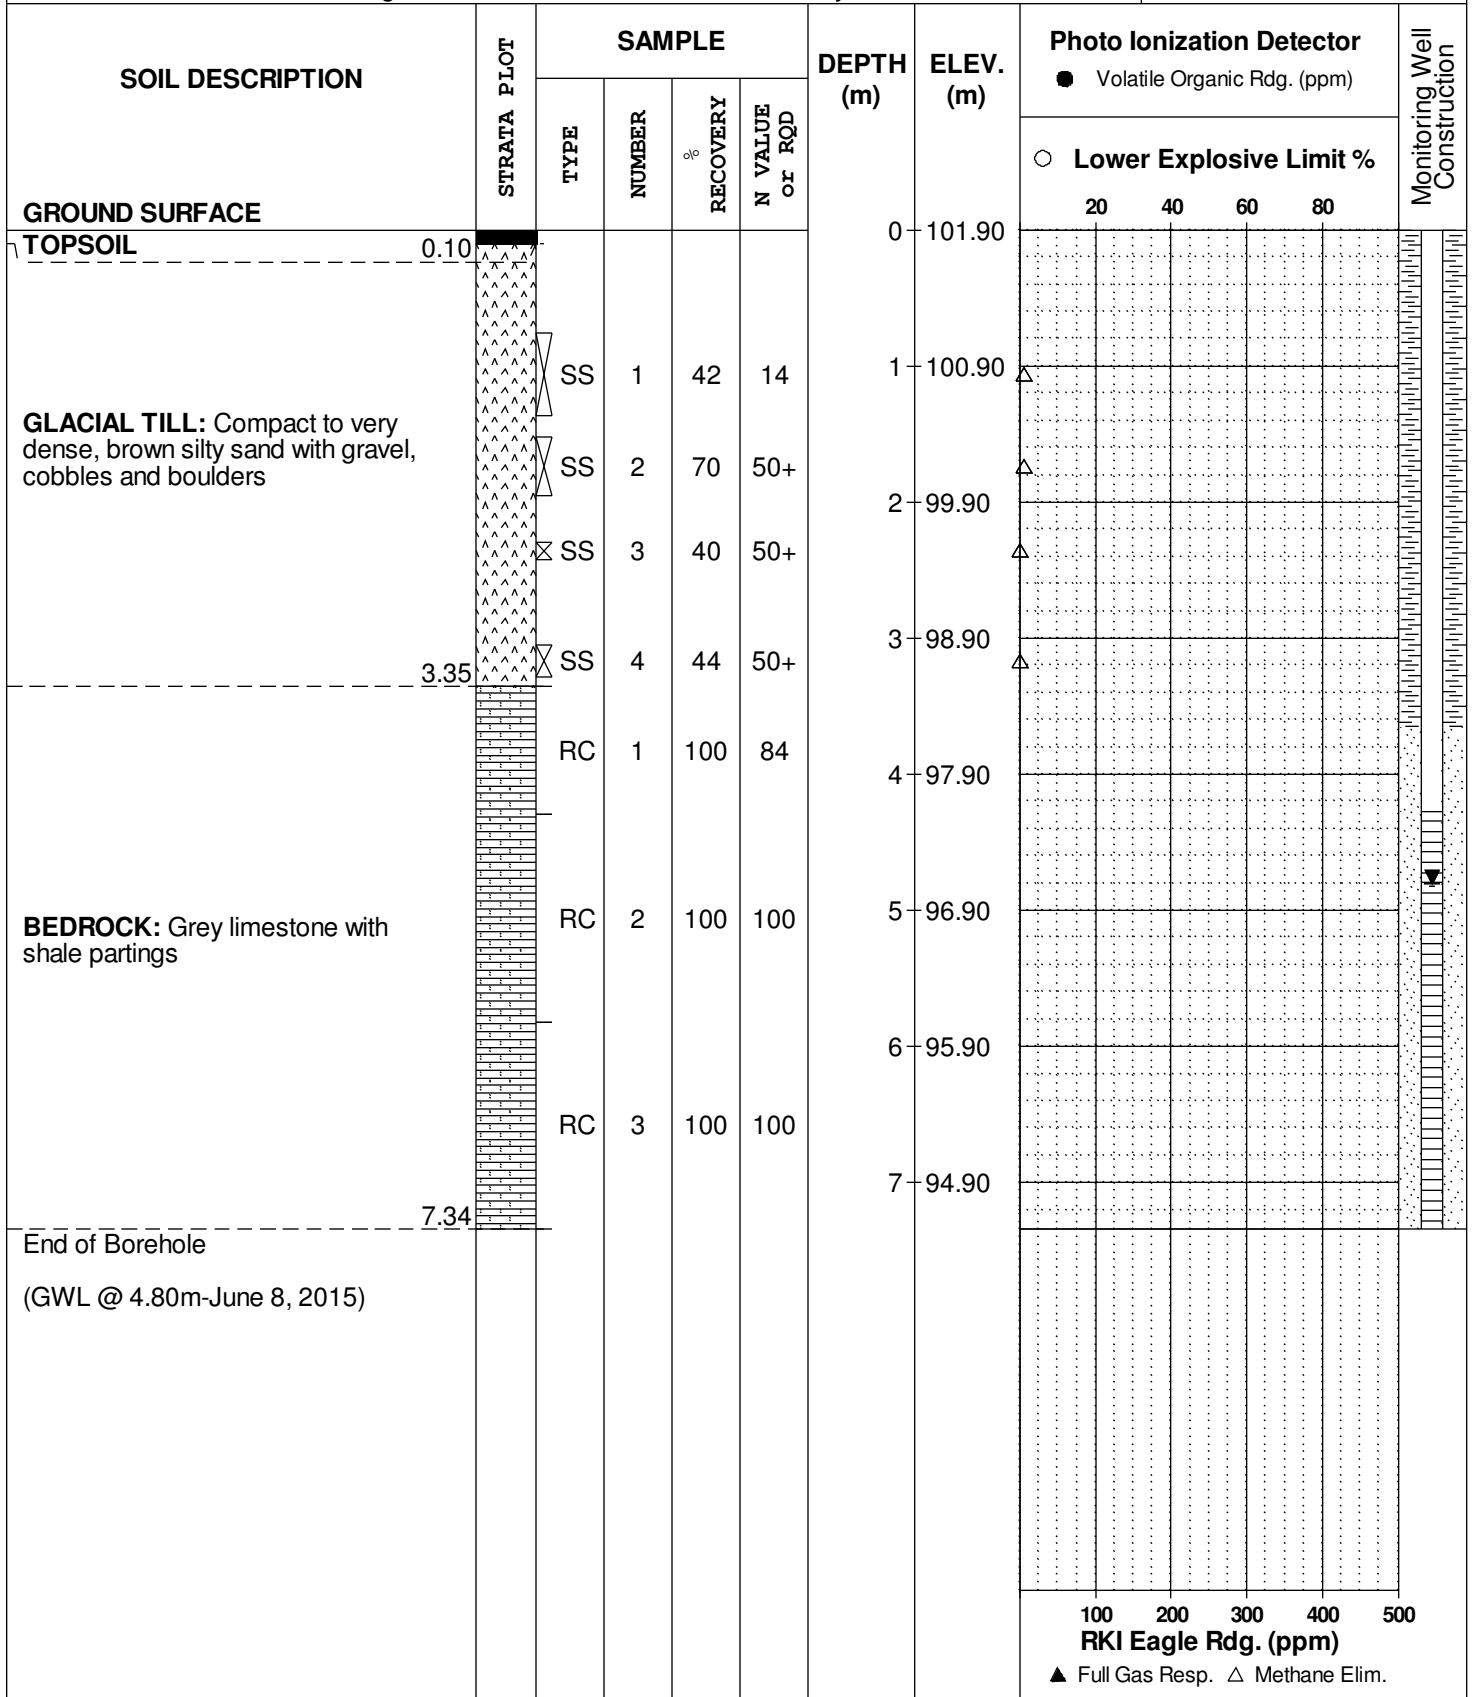 SOIL DESCRIPTION
GROUND SURFACE
STRATA PLOT
SAMPLE
TYPE
NUMBER
%
RECOVERY
N VALUE
or RQD
DEPTH
(m)
ELEV.
(m)
Photo Ionization Detector
● Volatile Organic Rdg. (ppm)
○ Lower Explosive Limit %
20 40 60 80
Monitoring Well
Construction
0 101.90
TOPSOIL 0.10
1 100.90
SS 1 42 14
GLACIAL TILL: Compact to very
dense, brown silty sand with gravel,
cobbles and boulders
SS 2 70 50+
2 99.90
SS 3 40 50+
3 98.90
SS 4 44 50+
3.35
RC 1 100 84
4 97.90
5 96.90
RC 2 100 100
BEDROCK: Grey limestone with
shale partings
6 95.90
RC 3 100 100
7 94.90
7.34
End of Borehole
(GWL @ 4.80m-June 8, 2015)
100 200 300 400 500
RKI Eagle Rdg. (ppm)
▲ Full Gas Resp. △ Methane Elim.